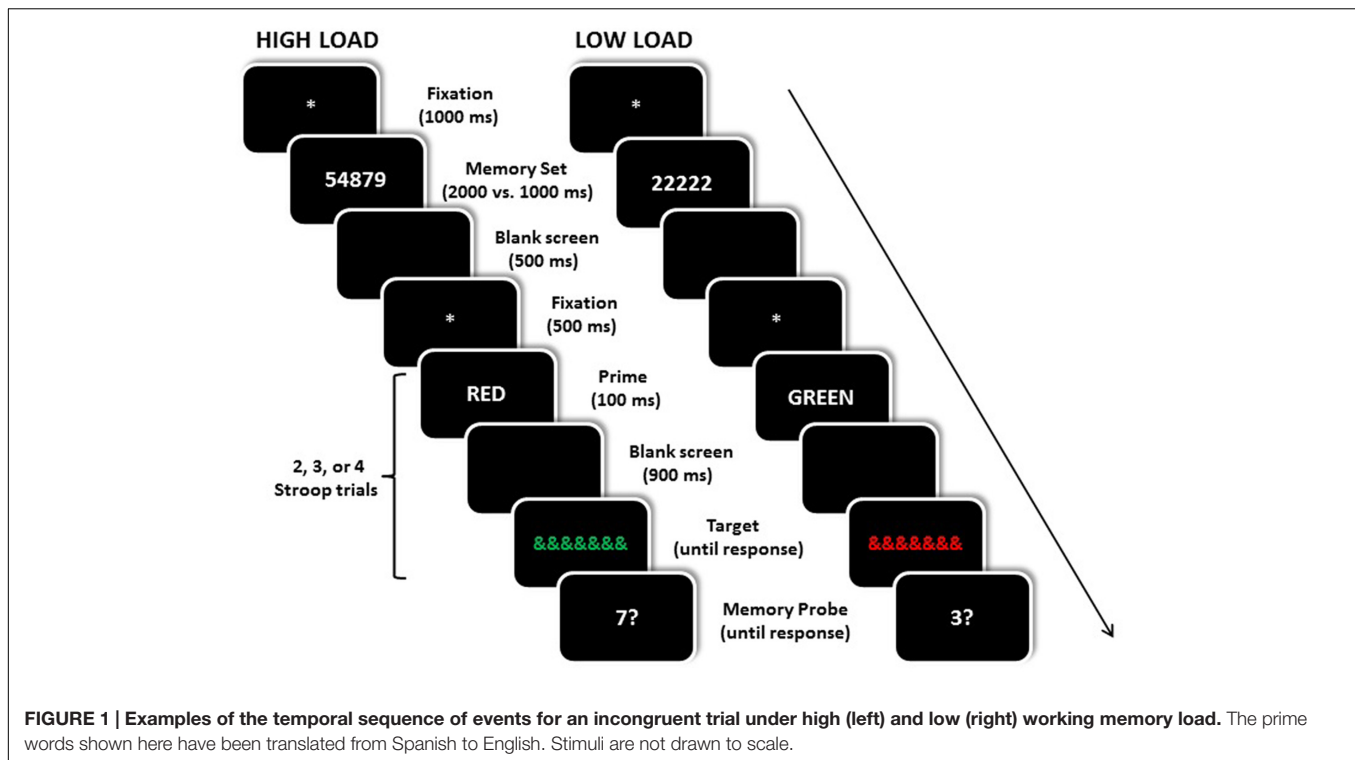 HIGH LOAD
LOW LOAD
*
Fixation
(1000 ms)
*
54879
Memory Set
(2000 vs. 1000 ms)
22222
Blank screen
(500 ms)
*
Fixation
(500 ms)
*
RED
Prime
(100 ms)
GREEN
Blank screen
(900 ms)
2, 3, or 4
Stroop trials
&&&&&&&
Target
(until response)
&&&&&&&
7?
Memory Probe
(until response)
3?
FIGURE 1 | Examples of the temporal sequence of events for an incongruent trial under high (left) and low (right) working memory load. The prime
words shown here have been translated from Spanish to English. Stimuli are not drawn to scale.